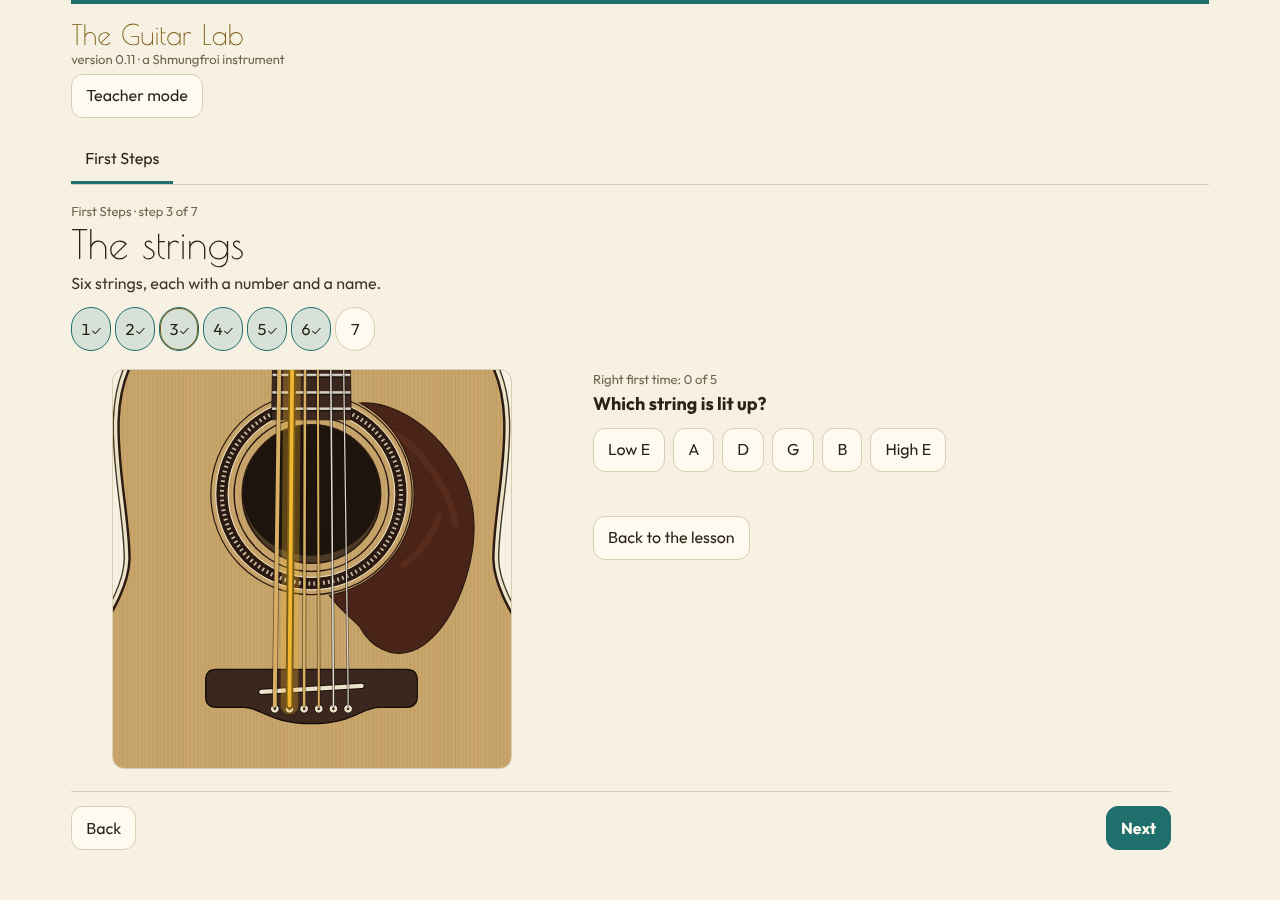 The Guitar Lab
version 0.11 · a Shmungfroi instrument
Teacher mode
First Steps
First Steps · step 3 of 7
The strings
Six strings, each with a number and a name.
1✓ 2✓ 3✓ 4✓ 5✓ 6✓ 7
Right first time: 0 of 5
Which string is lit up?
Low E A D G B High E
Back to the lesson
Back Next